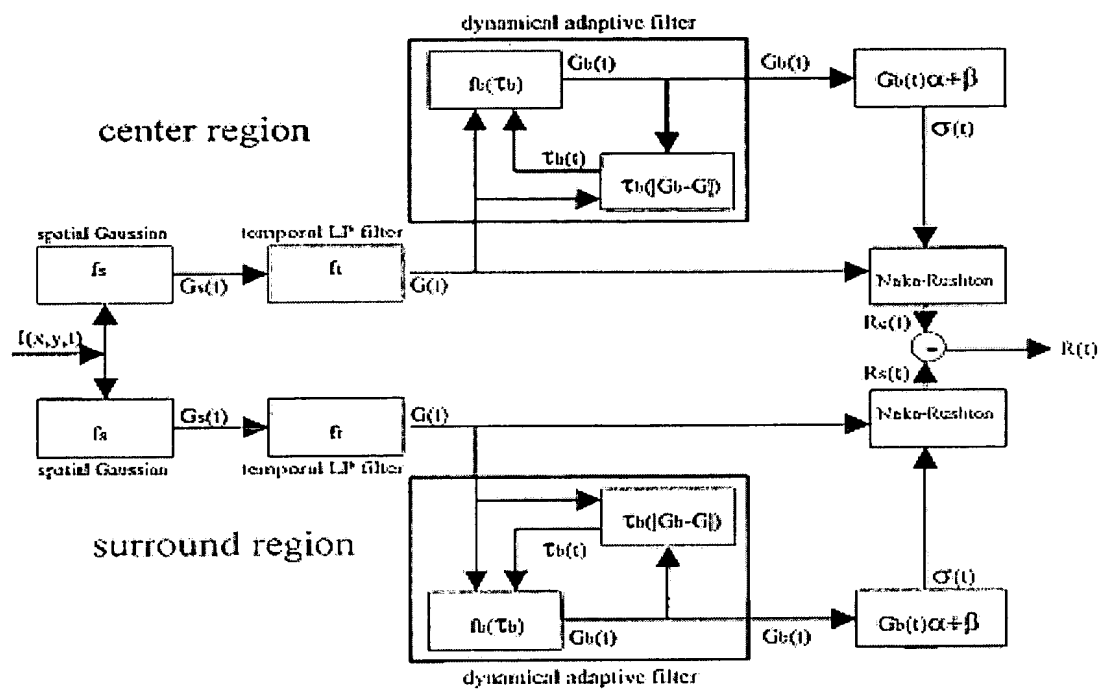 dynamical adaptive filter
fb(τb)
Gb(t)
Gb(t)
Gb(t)α+β
center region
τb(t)
τb(|Gb-G|)
σ(t)
spatial Gaussian
temporal LP filter
fs
Gs(t)
ft
G(t)
Naka-Rushton
Rc(t)
I(x,y,t)
-
R(t)
Rs(t)
fs
Gs(t)
ft
G(t)
Naka-Rushton
spatial Gaussian
temporal LP filter
τb(|Gb-G|)
surround region
τb(t)
σ(t)
fb(τb)
Gb(t)
Gb(t)
Gb(t)α+β
dynamical adaptive filter